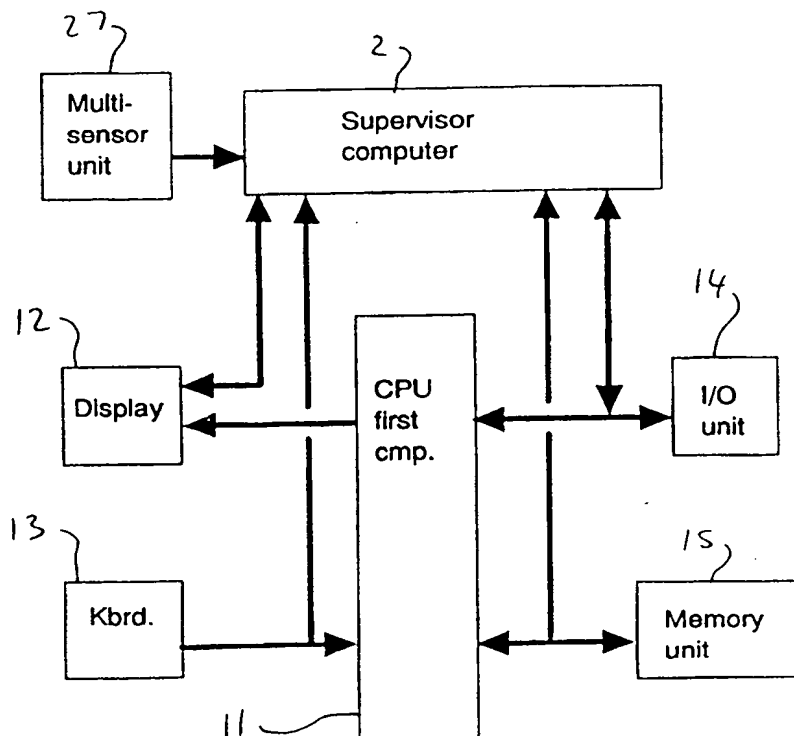 27
2
Multi-
sensor
unit
Supervisor
computer
12
14
Display
CPU
first
cmp.
I/O
unit
13
15
Kbrd.
Memory
unit
11